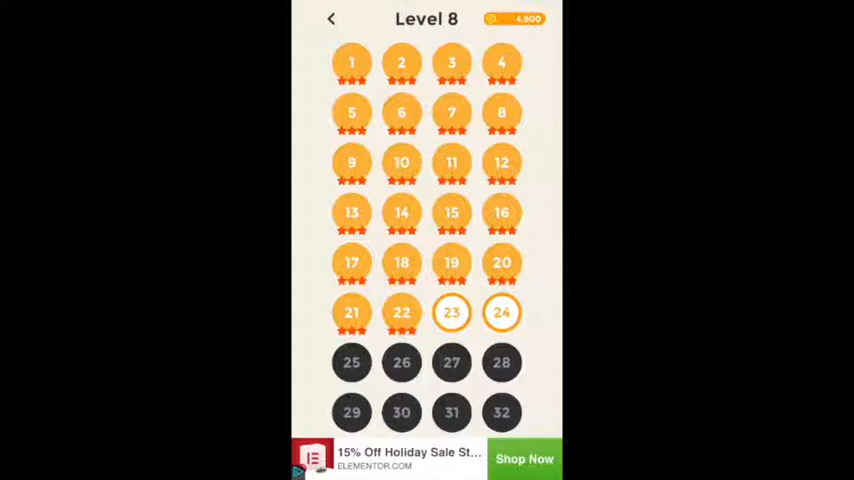 Level 8
4,900
1 2 3 4
5 6 7 8
9 10 11 12
13 14 15 16
17 18 19 20
21 22 23 24
25 26 27 28
29 30 31 32
15% Off Holiday Sale St...
ELEMENTOR.COM
Shop Now